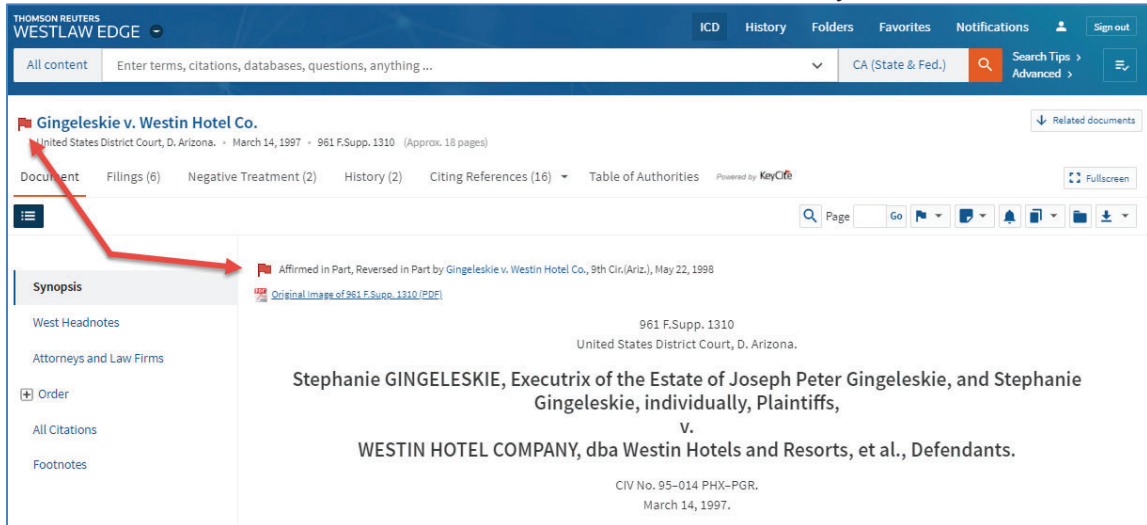 THOMSON REUTERS
WESTLAW EDGE
ICD History Folders Favorites Notifications Sign out
All content Enter terms, citations, databases, questions, anything ... CA (State & Fed.) Search Tips >
Advanced >
Gingeleskie v. Westin Hotel Co.
United States District Court, D. Arizona. • March 14, 1997 • 961 F.Supp. 1310 (Approx. 18 pages)
Related documents
Document Filings (6) Negative Treatment (2) History (2) Citing References (16) Table of Authorities Powered by KeyCite
Fullscreen
Page Go
Affirmed in Part, Reversed in Part by Gingeleskie v. Westin Hotel Co., 9th Cir.(Ariz.), May 22, 1998
Original Image of 961 F.Supp. 1310 (PDF)
Synopsis
West Headnotes
Attorneys and Law Firms
Order
All Citations
Footnotes
961 F.Supp. 1310
United States District Court, D. Arizona.
Stephanie GINGELESKIE, Executrix of the Estate of Joseph Peter Gingeleskie, and Stephanie
Gingeleskie, individually, Plaintiffs,
v.
WESTIN HOTEL COMPANY, dba Westin Hotels and Resorts, et al., Defendants.
CIV No. 95–014 PHX–PGR.
March 14, 1997.